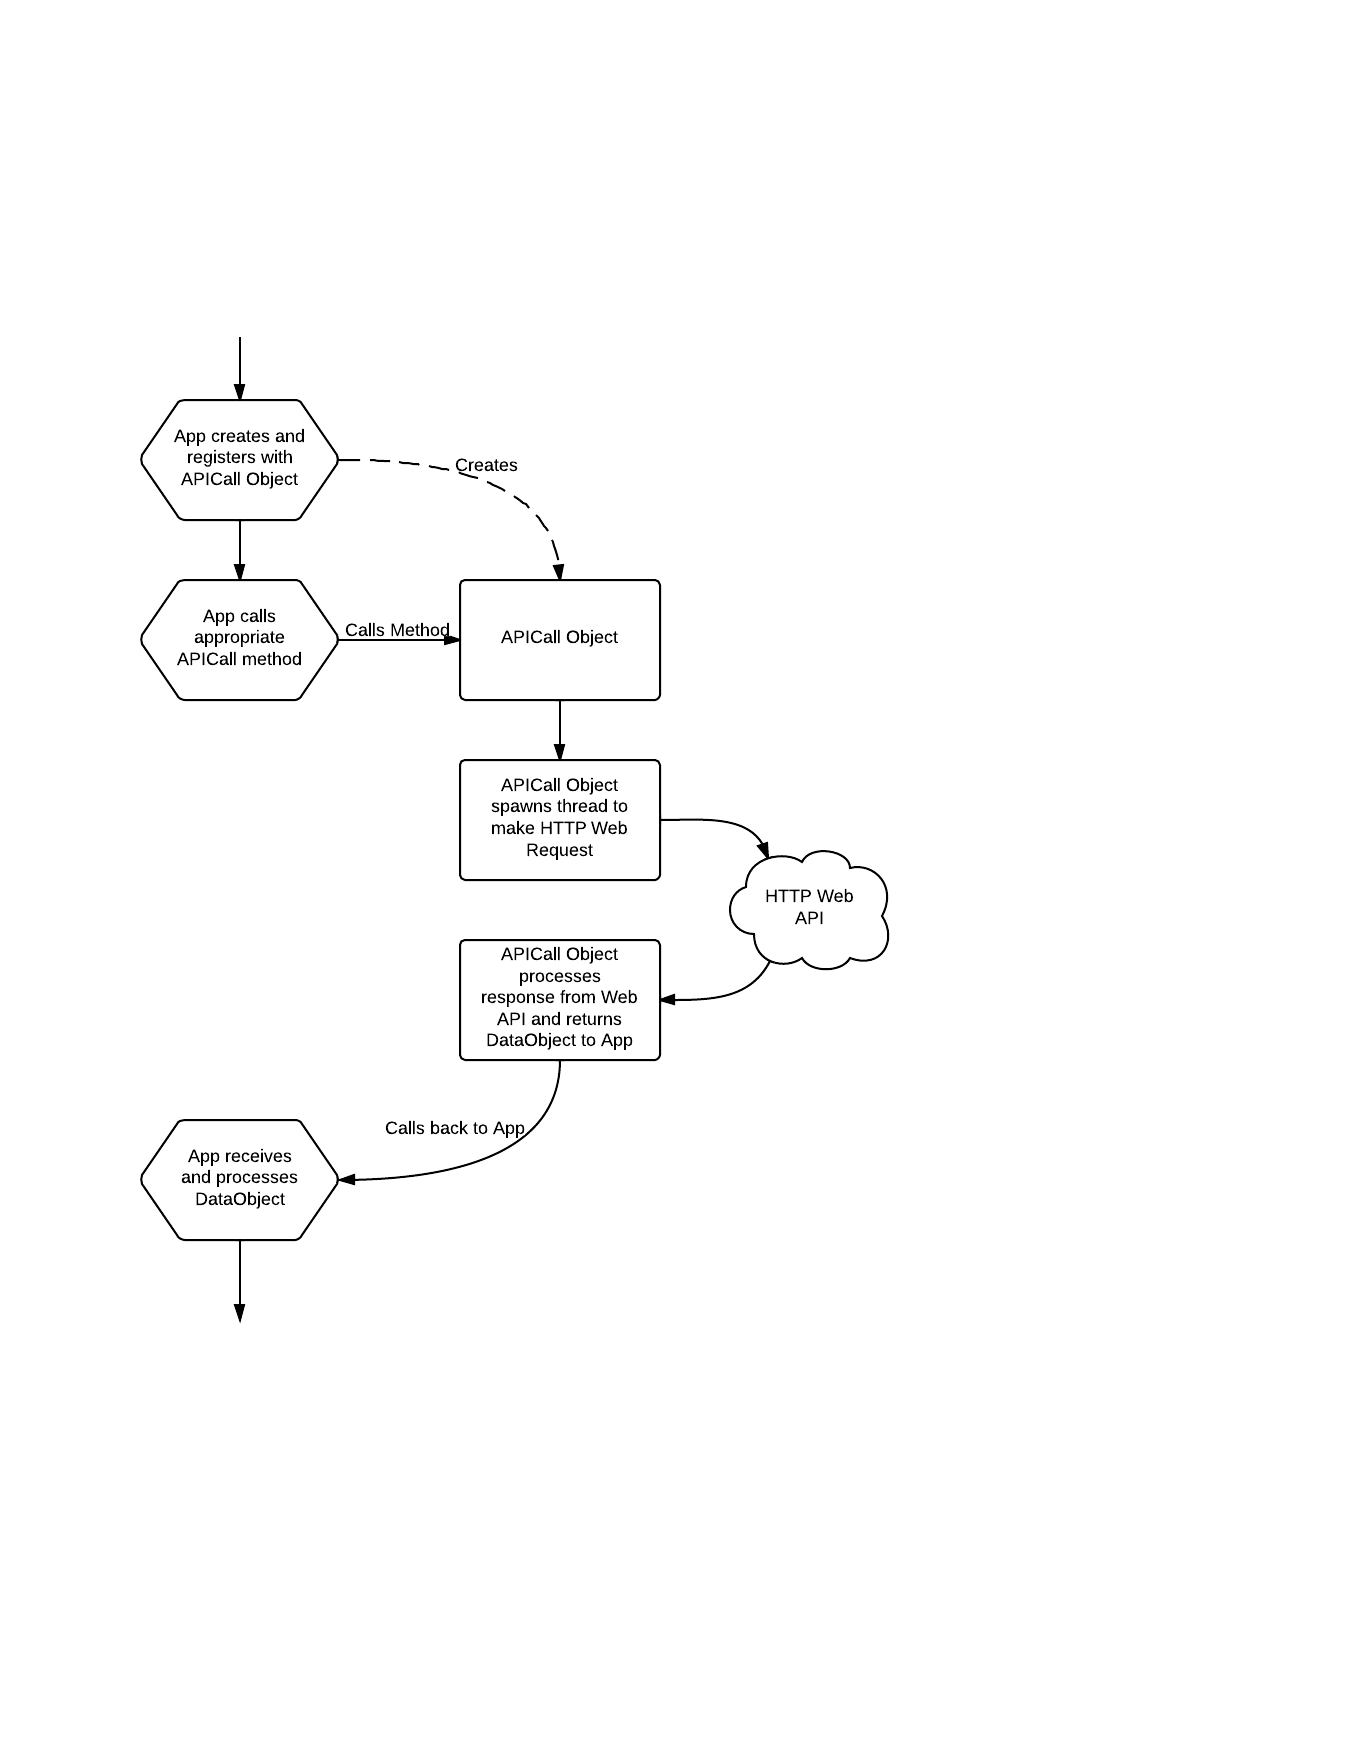 App creates and
registers with
APICall Object
Creates
App calls
appropriate
APICall method
Calls Method
APICall Object
APICall Object
spawns thread to
make HTTP Web
Request
HTTP Web
API
APICall Object
processes
response from Web
API and returns
DataObject to App
Calls back to App
App receives
and processes
DataObject